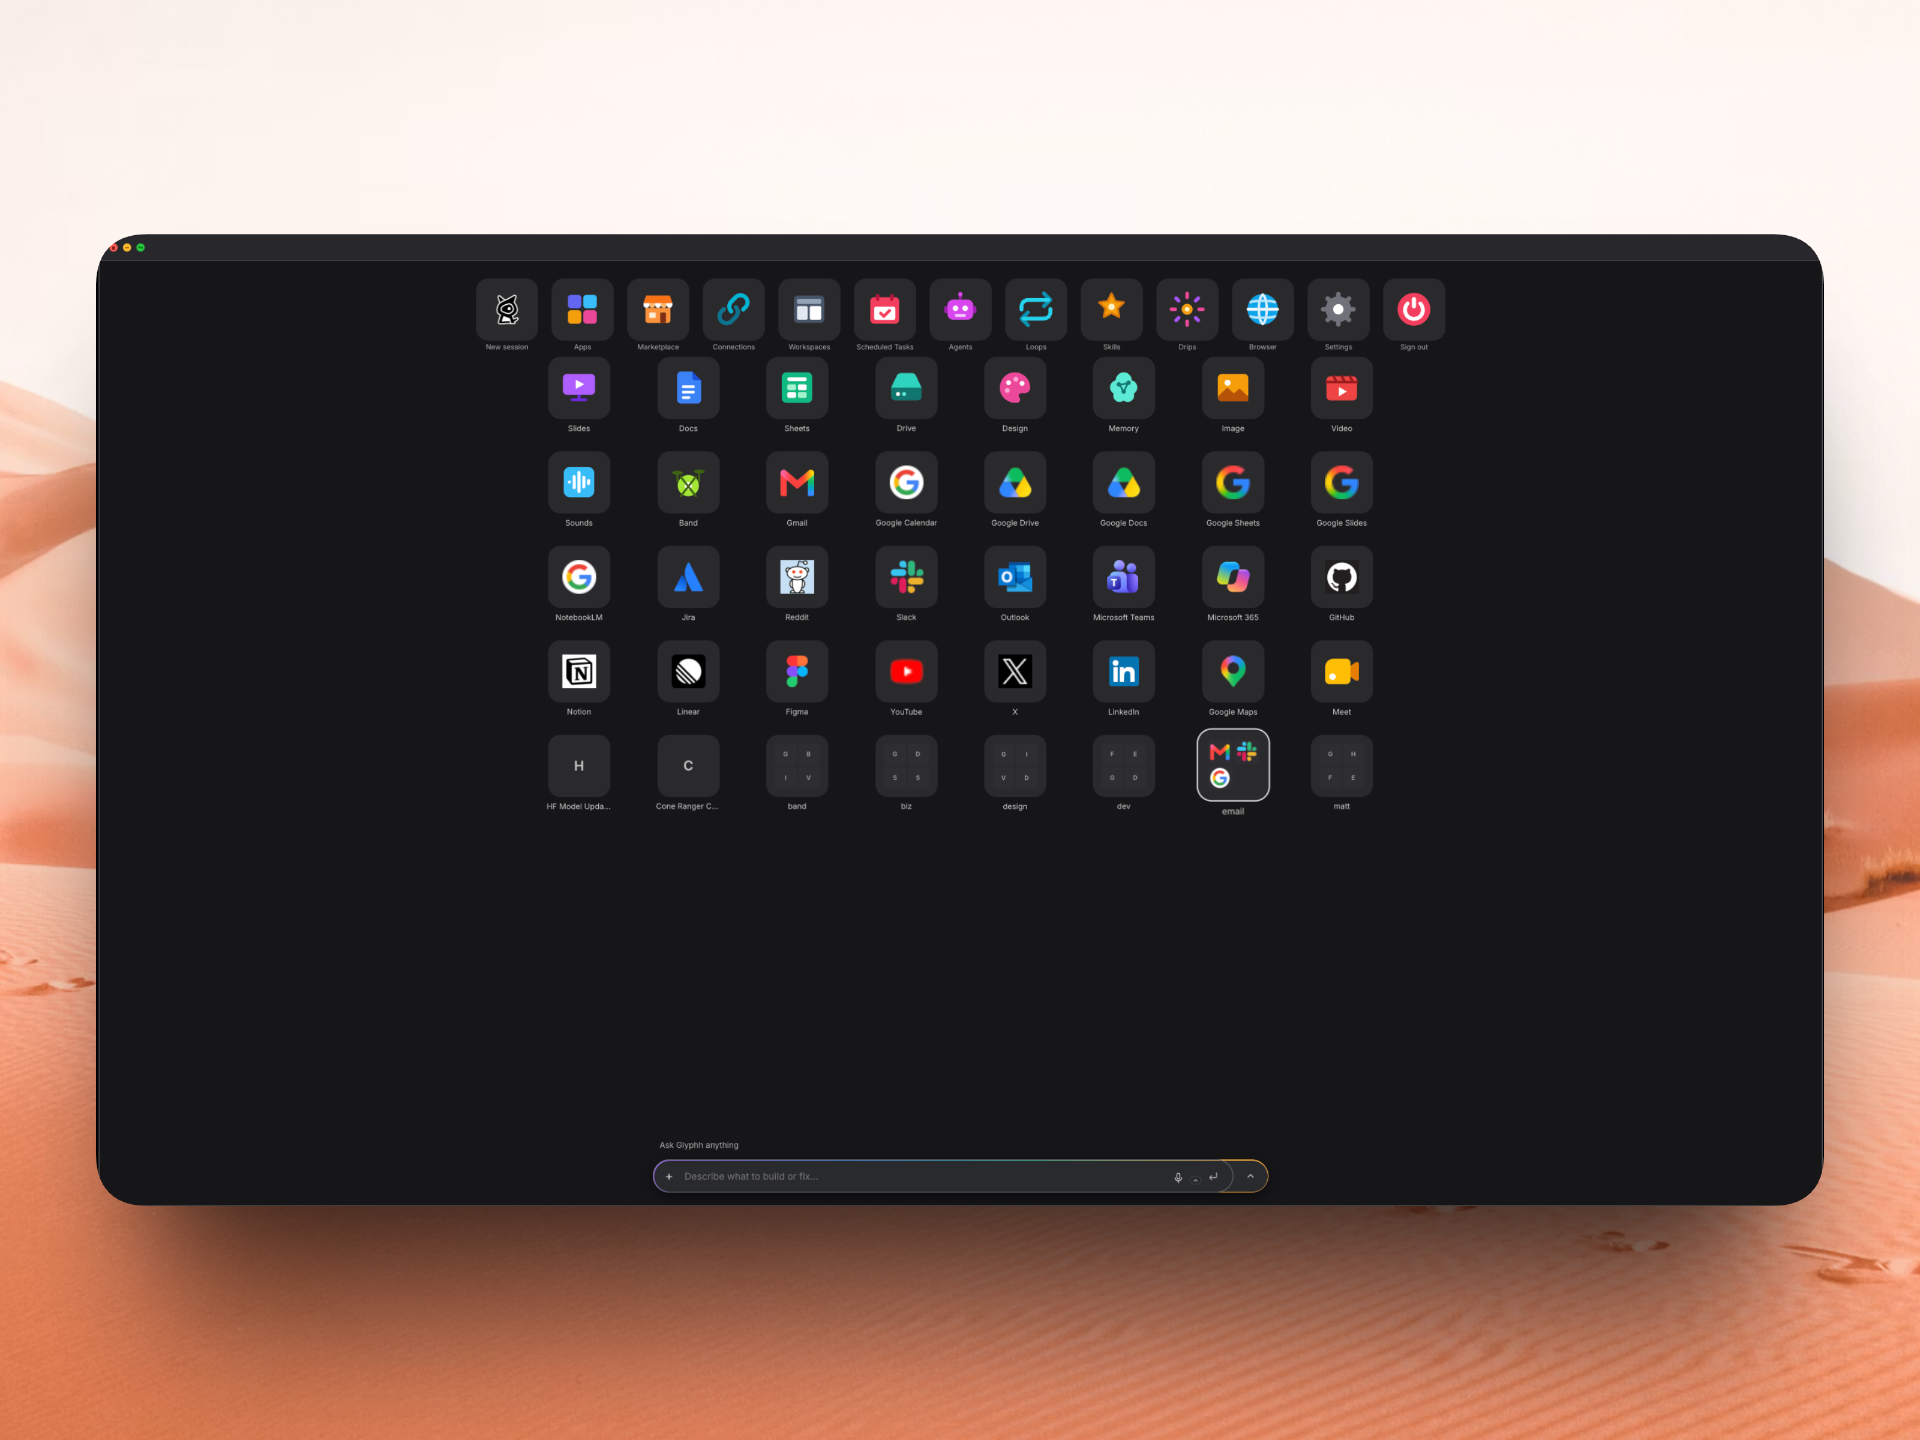 New session Apps Marketplace Connections Workspaces Scheduled Tasks Agents Loops Skills Drips Browser Settings Sign out
Slides Docs Sheets Drive Design Memory Image Video
Sounds Band Gmail Google Calendar Google Drive Google Docs Google Sheets Google Slides
NotebookLM Jira Reddit Slack Outlook Microsoft Teams Microsoft 365 GitHub
Notion Linear Figma YouTube X LinkedIn Google Maps Meet
H C G B G D G I F E G H
I V S S V D G D F E
HF Model Upda... Cone Ranger C... band biz design dev email matt
Ask Glyphh anything
Describe what to build or fix...